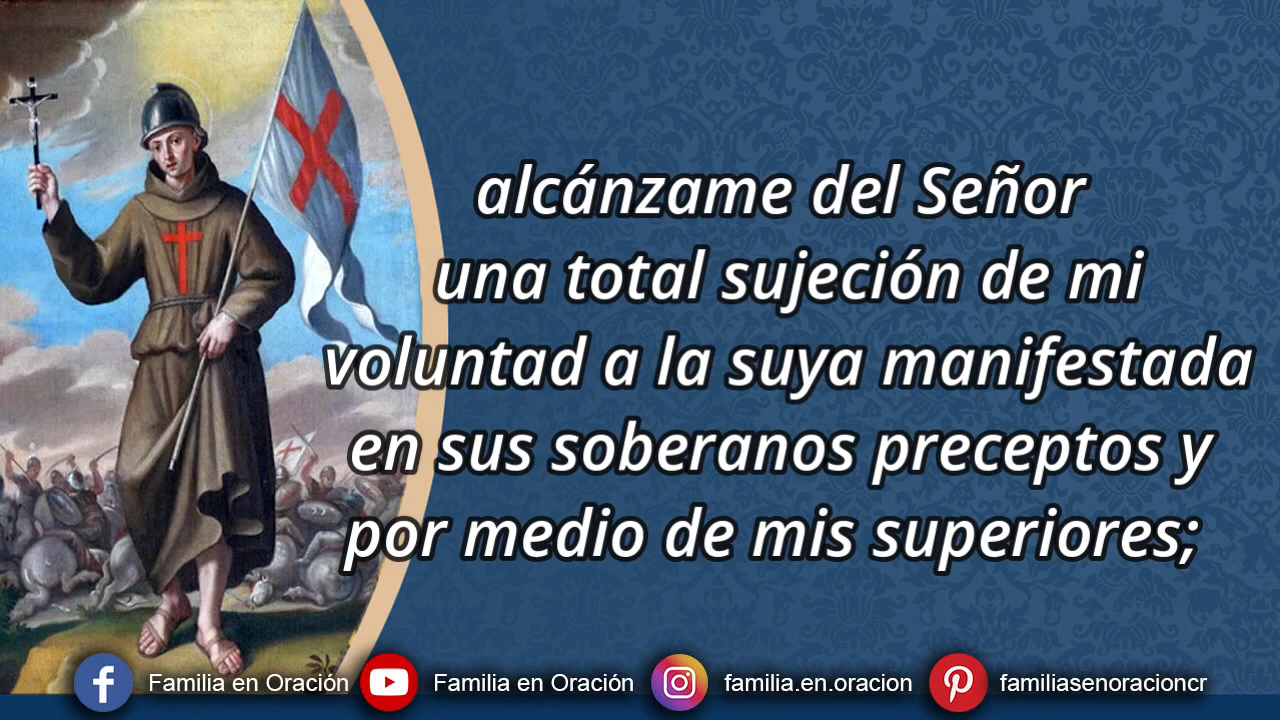 alcánzame del Señor
una total sujeción de mi
voluntad a la suya manifestada
en sus soberanos preceptos y
por medio de mis superiores;
Familia en Oración
Familia en Oración
familia.en.oracion
familiasenoracioncr